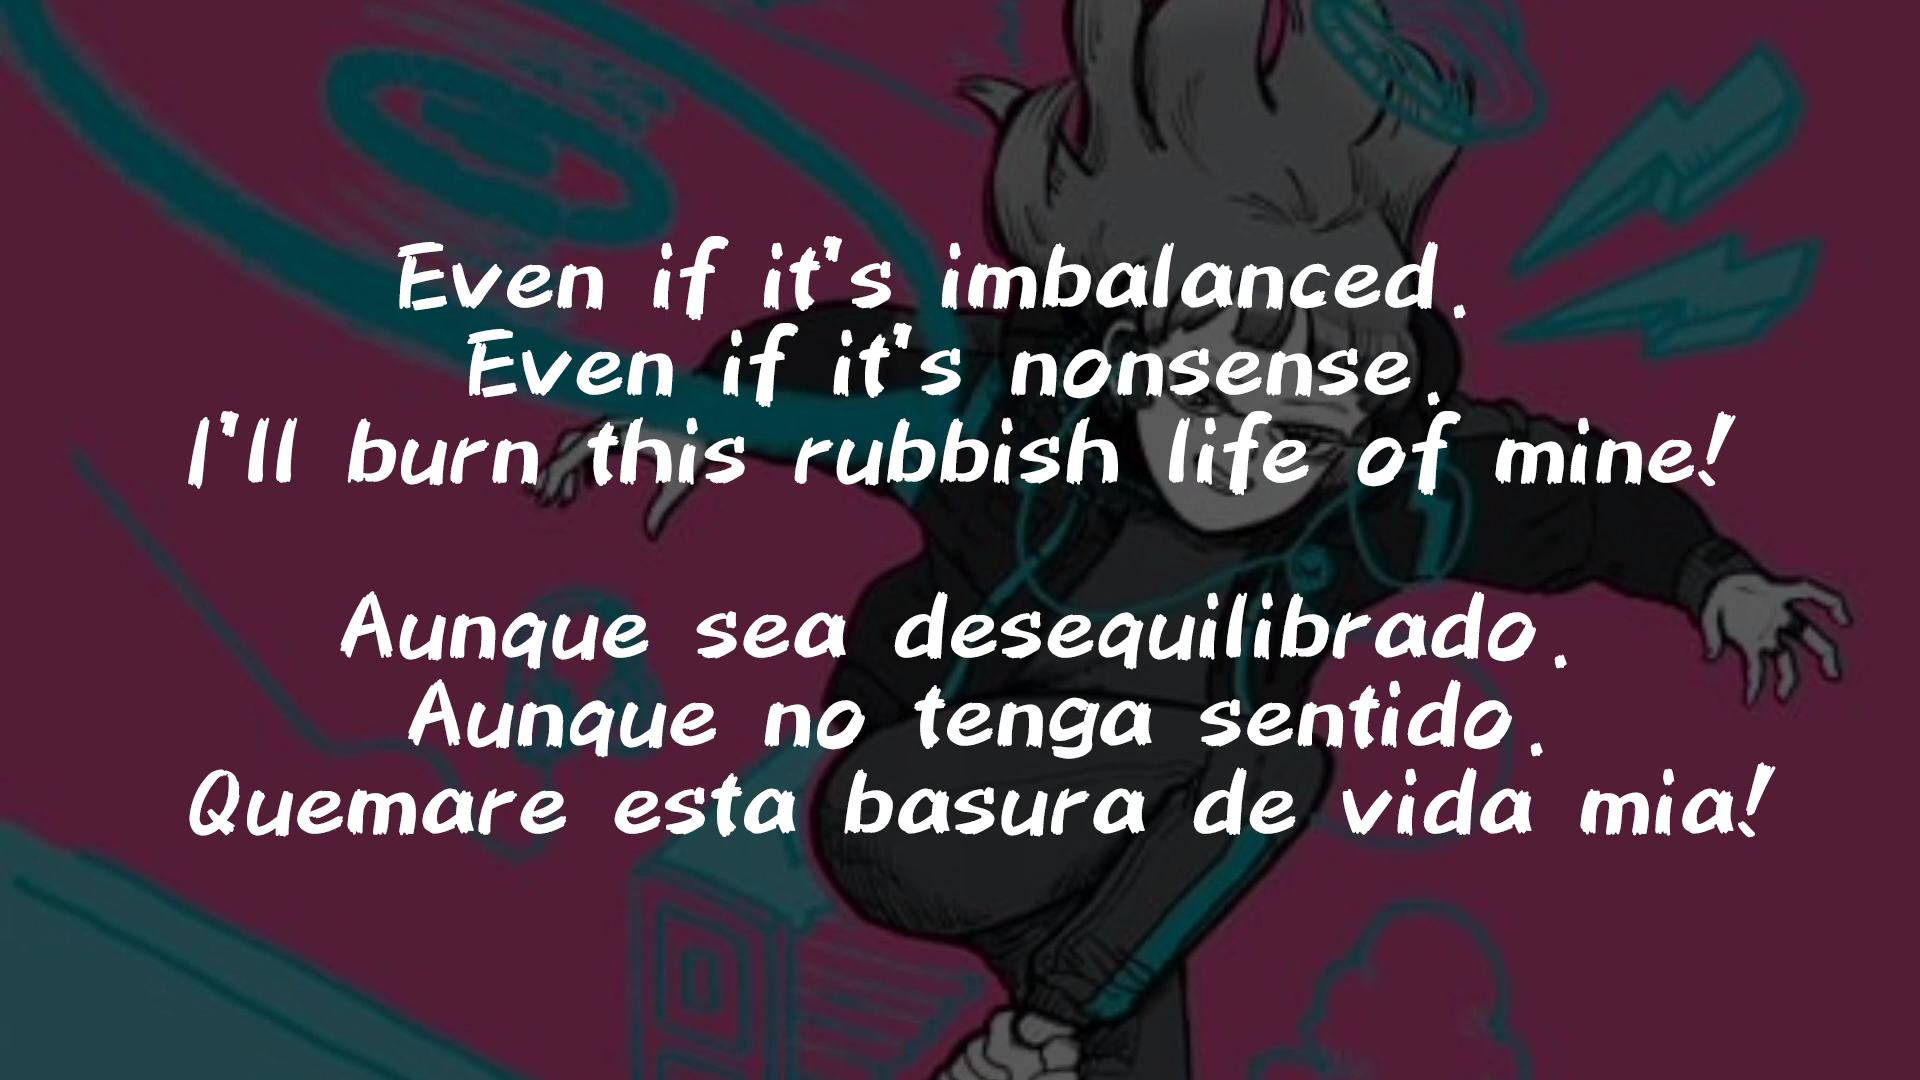 Even if it's imbalanced.
Even if it's nonsense.
I'll burn this rubbish life of mine!
Aunque sea desequilibrado.
Aunque no tenga sentido.
Quemare esta basura de vida mia!